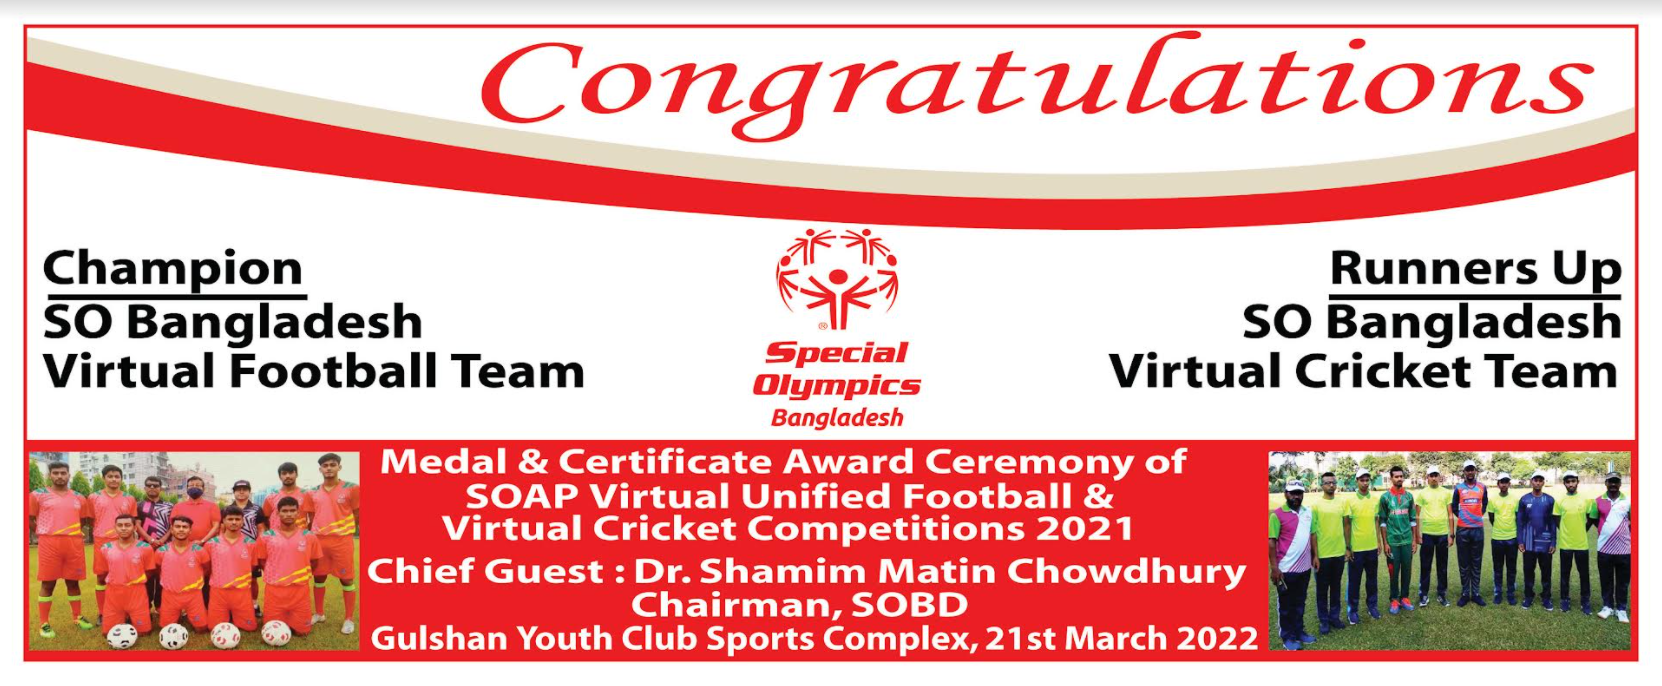 Congratulations
Champion
SO Bangladesh
Virtual Football Team
Special
Olympics
Bangladesh
Runners Up
SO Bangladesh
Virtual Cricket Team
Medal & Certificate Award Ceremony of
SOAP Virtual Unified Football &
Virtual Cricket Competitions 2021
Chief Guest : Dr. Shamim Matin Chowdhury
Chairman, SOBD
Gulshan Youth Club Sports Complex, 21st March 2022